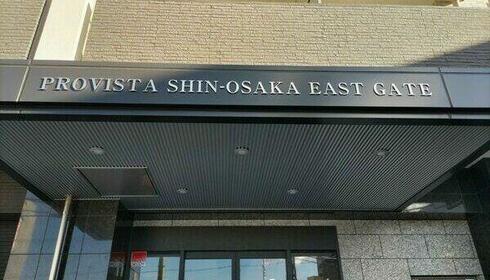 PROVISTA SHIN-OSAKA EAST GATE